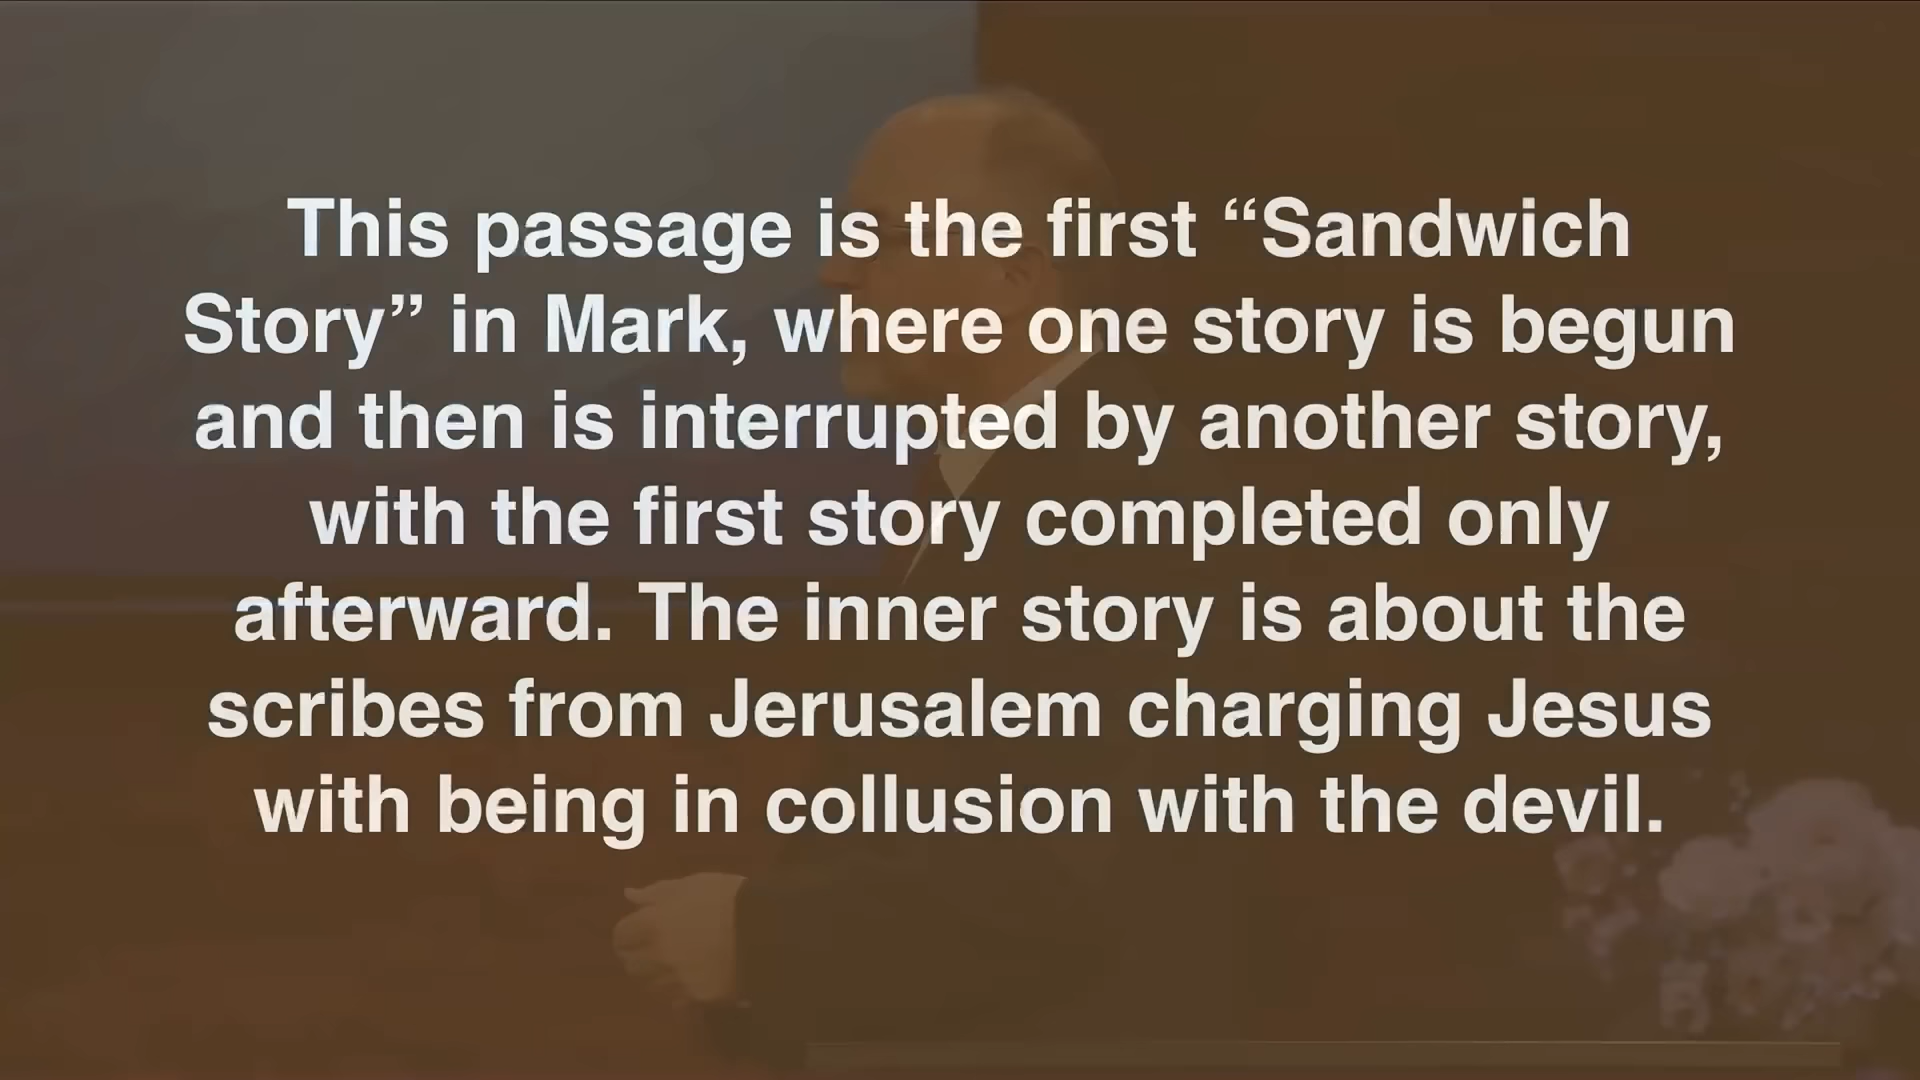 This passage is the first “Sandwich
Story” in Mark, where one story is begun
and then is interrupted by another story,
with the first story completed only
afterward. The inner story is about the
scribes from Jerusalem charging Jesus
with being in collusion with the devil.